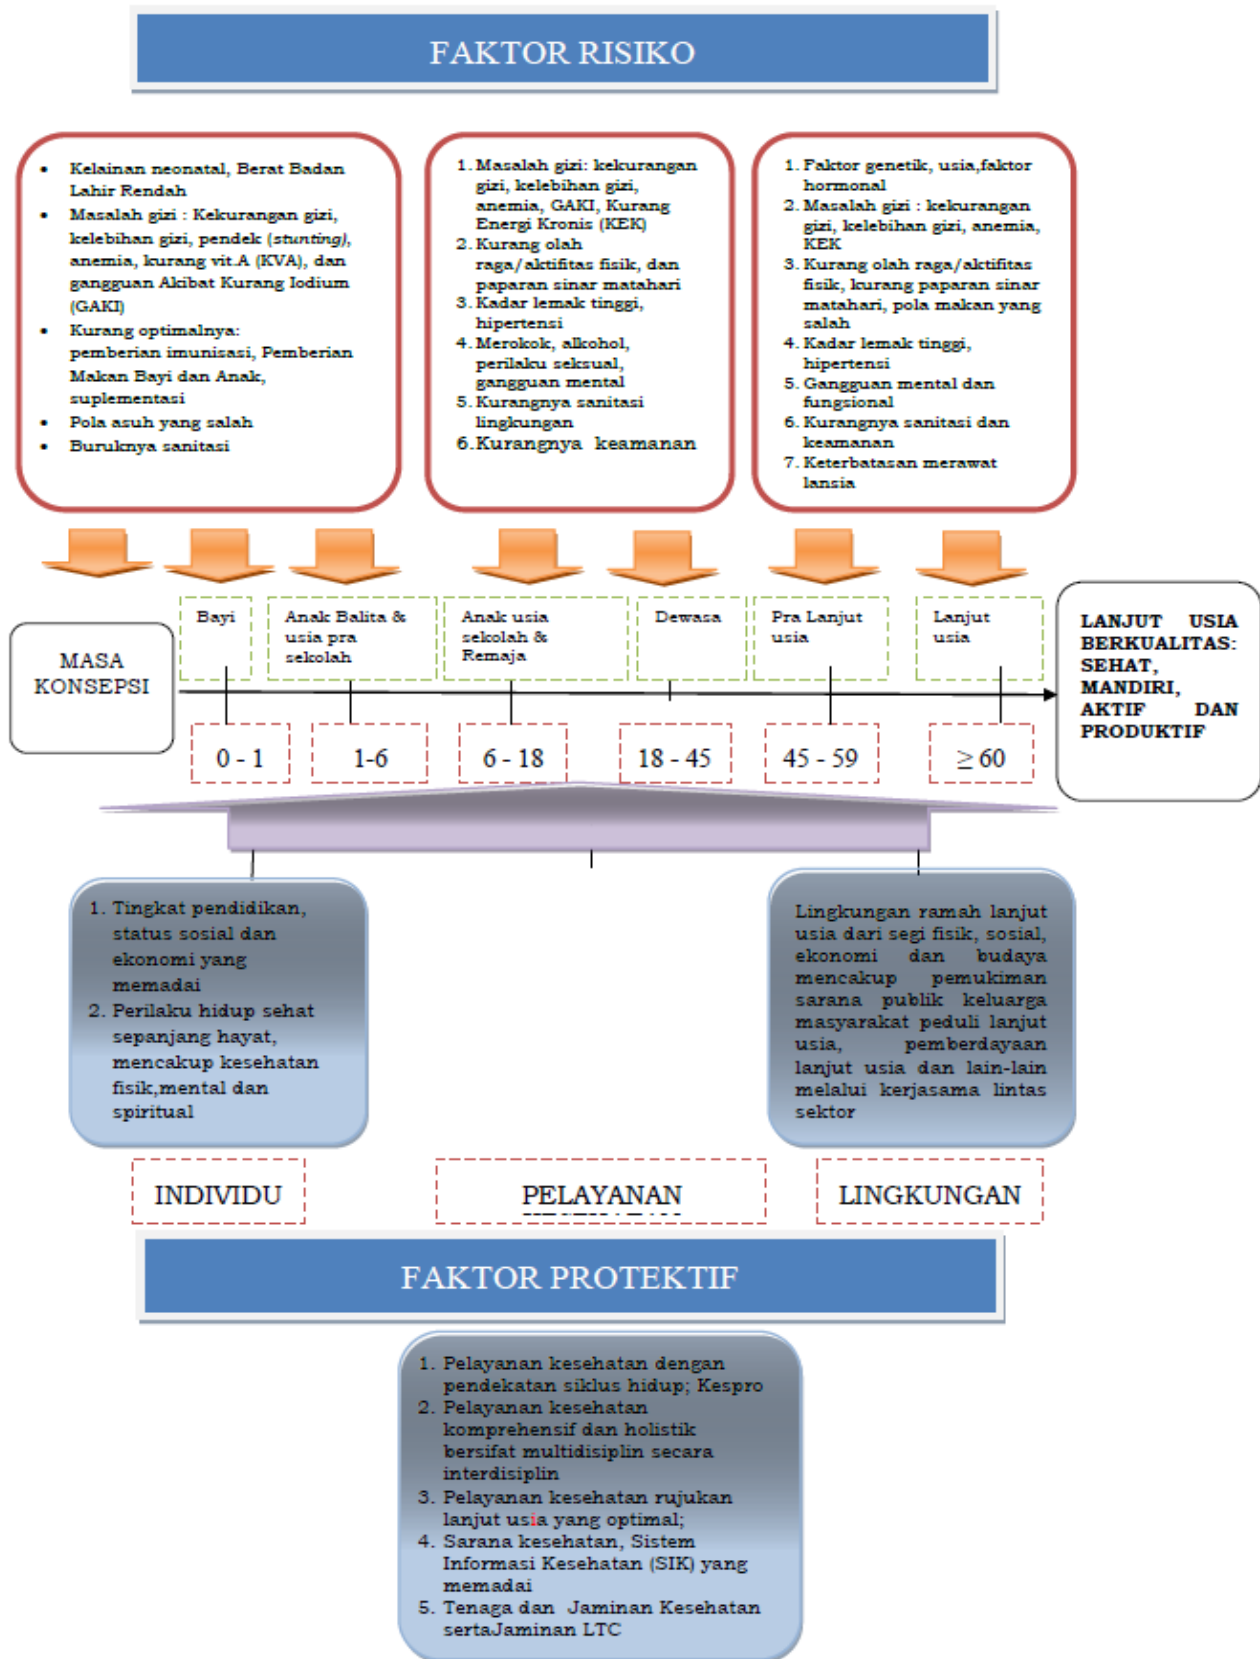 FAKTOR RISIKO
• Kelainan neonatal, Berat Badan
Lahir Rendah
• Masalah gizi : Kekurangan gizi,
kelebihan gizi, pendek (stunting),
anemia, kurang vit.A (KVA), dan
gangguan Akibat Kurang Iodium
(GAKI)
• Kurang optimalnya:
pemberian imunisasi, Pemberian
Makan Bayi dan Anak,
suplementasi
• Pola asuh yang salah
• Buruknya sanitasi
1. Masalah gizi: kekurangan
gizi, kelebihan gizi,
anemia, GAKI, Kurang
Energi Kronis (KEK)
2. Kurang olah
raga/aktifitas fisik, dan
paparan sinar matahari
3. Kadar lemak tinggi,
hipertensi
4. Merokok, alkohol,
perilaku seksual,
gangguan mental
5. Kurangnya sanitasi
lingkungan
6. Kurangnya keamanan
1. Faktor genetik, usia,faktor
hormonal
2. Masalah gizi : kekurangan
gizi, kelebihan gizi, anemia,
KEK
3. Kurang olah raga/aktifitas
fisik, kurang paparan sinar
matahari, pola makan yang
salah
4. Kadar lemak tinggi,
hipertensi
5. Gangguan mental dan
fungsional
6. Kurangnya sanitasi dan
keamanan
7. Keterbatasan merawat
lansia
MASA
KONSEPSI
Bayi
Anak Balita &
usia pra
sekolah
Anak usia
sekolah &
Remaja
Dewasa
Pra Lanjut
usia
Lanjut
usia
0 - 1
1-6
6 - 18
18 - 45
45 - 59
≥ 60
LANJUT USIA
BERKUALITAS:
SEHAT,
MANDIRI,
AKTIF DAN
PRODUKTIF
1. Tingkat pendidikan,
status sosial dan
ekonomi yang
memadai
2. Perilaku hidup sehat
sepanjang hayat,
mencakup kesehatan
fisik,mental dan
spiritual
Lingkungan ramah lanjut
usia dari segi fisik, sosial,
ekonomi dan budaya
mencakup pemukiman
sarana publik keluarga
masyarakat peduli lanjut
usia, pemberdayaan
lanjut usia dan lain-lain
melalui kerjasama lintas
sektor
INDIVIDU
PELAYANAN
LINGKUNGAN
FAKTOR PROTEKTIF
1. Pelayanan kesehatan dengan
pendekatan siklus hidup; Kespro
2. Pelayanan kesehatan
komprehensif dan holistik
bersifat multidisiplin secara
interdisiplin
3. Pelayanan kesehatan rujukan
lanjut usia yang optimal;
4. Sarana kesehatan, Sistem
Informasi Kesehatan (SIK) yang
memadai
5. Tenaga dan Jaminan Kesehatan
sertaJaminan LTC